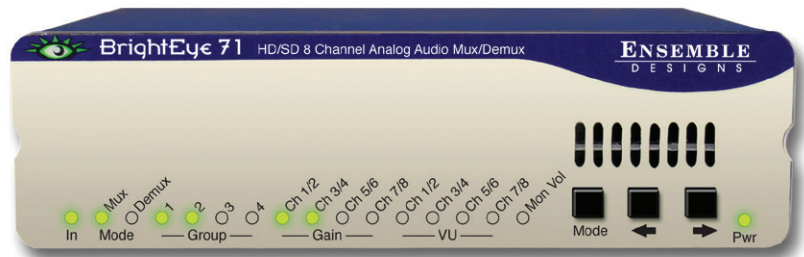 BrightEye 71 HD/SD 8 Channel Analog Audio Mux/Demux
ENSEMBLE
DESIGNS
Mux Demux 1 2 3 4 Ch 1/2 Ch 3/4 Ch 5/6 Ch 7/8 Ch 1/2 Ch 3/4 Ch 5/6 Ch 7/8 Mon Vol
In Mode Group Gain VU Mode Pwr